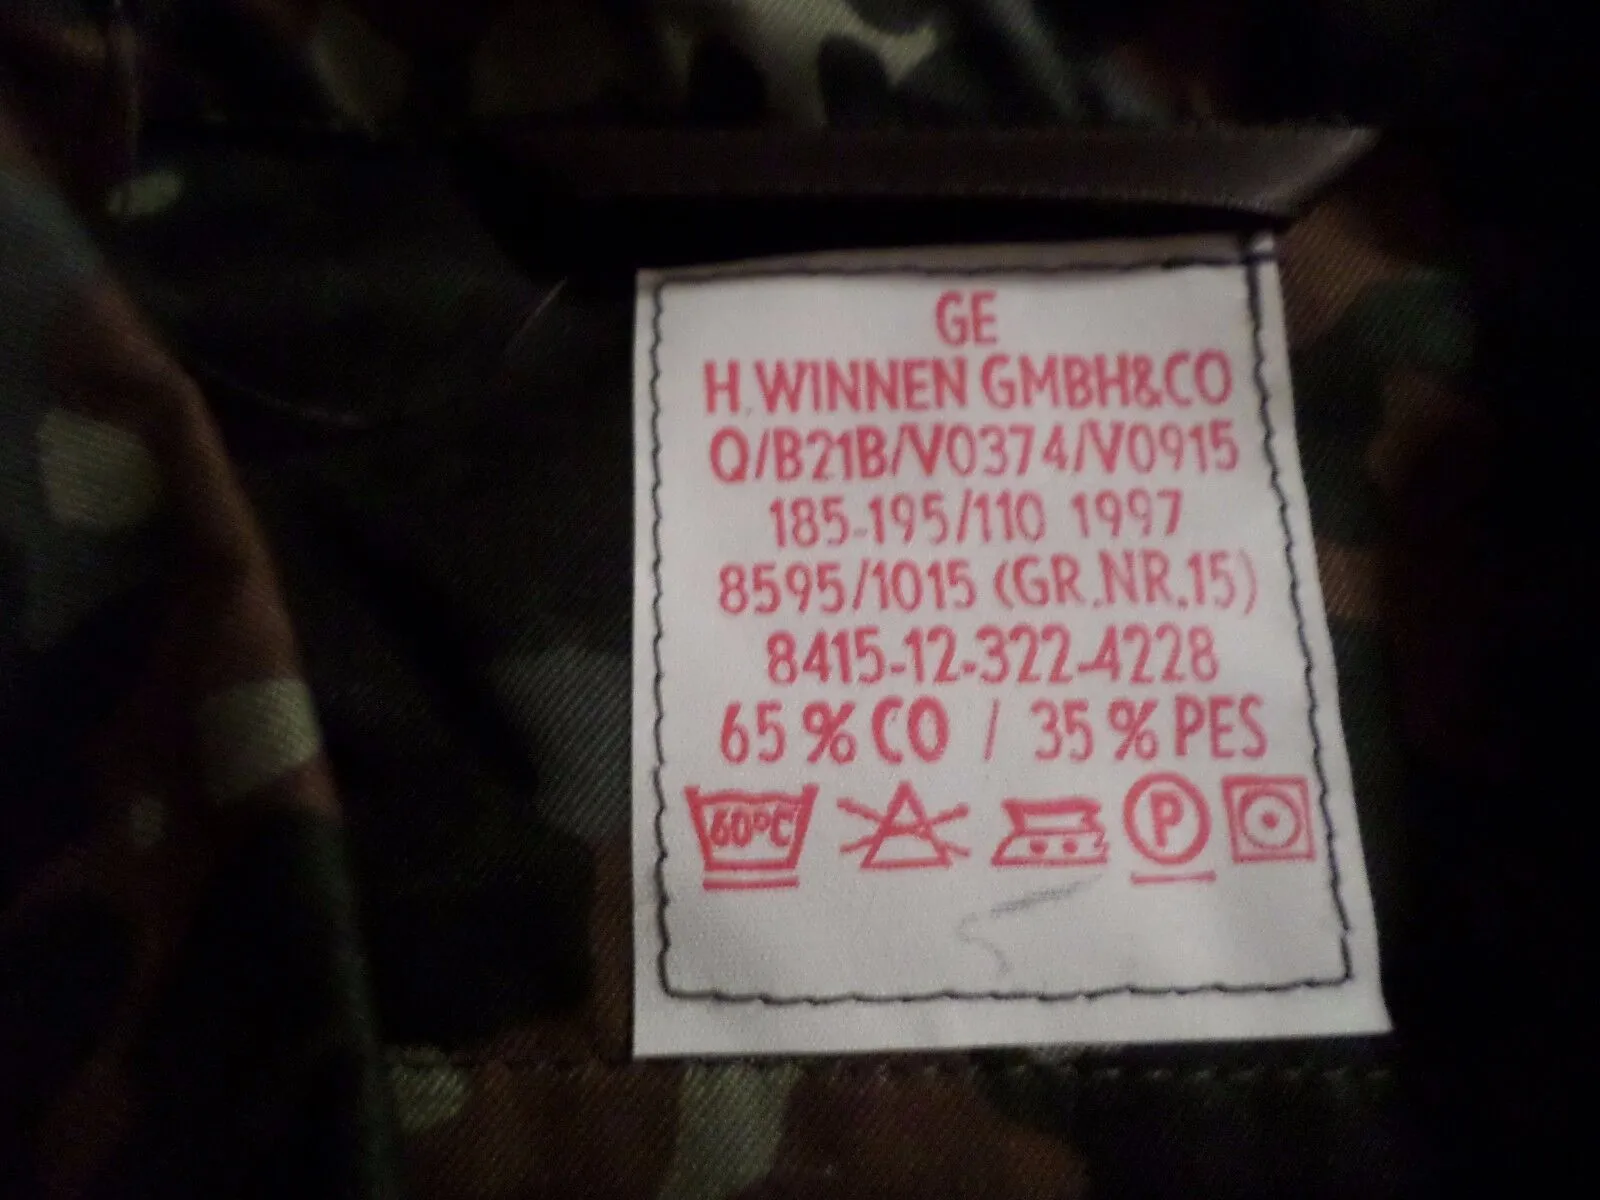 GE
H.WINNEN GMBH&CO
Q/B21B/V0374/V0915
185-195/110 1997
8595/1015 (GR.NR.15)
8415-12-322-4228
65 % CO / 35 % PES
60°C P